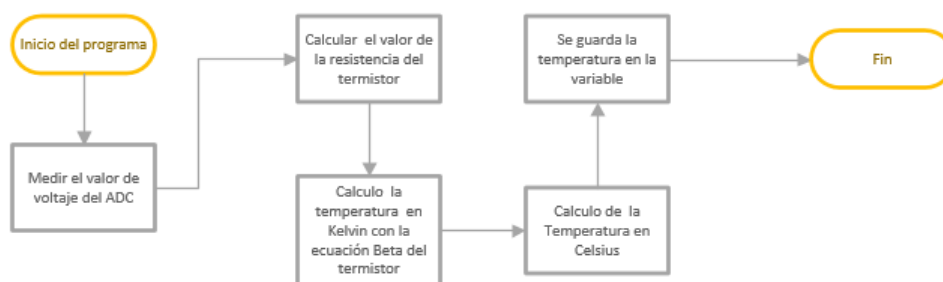 Inicio del programa
Medir el valor de
voltaje del ADC
Calcular el valor de
la resistencia del
termistor
Calculo la
temperatura en
Kelvin con la
ecuación Beta del
termistor
Calculo de la
Temperatura en
Celsius
Se guarda la
temperatura en la
variable
Fin